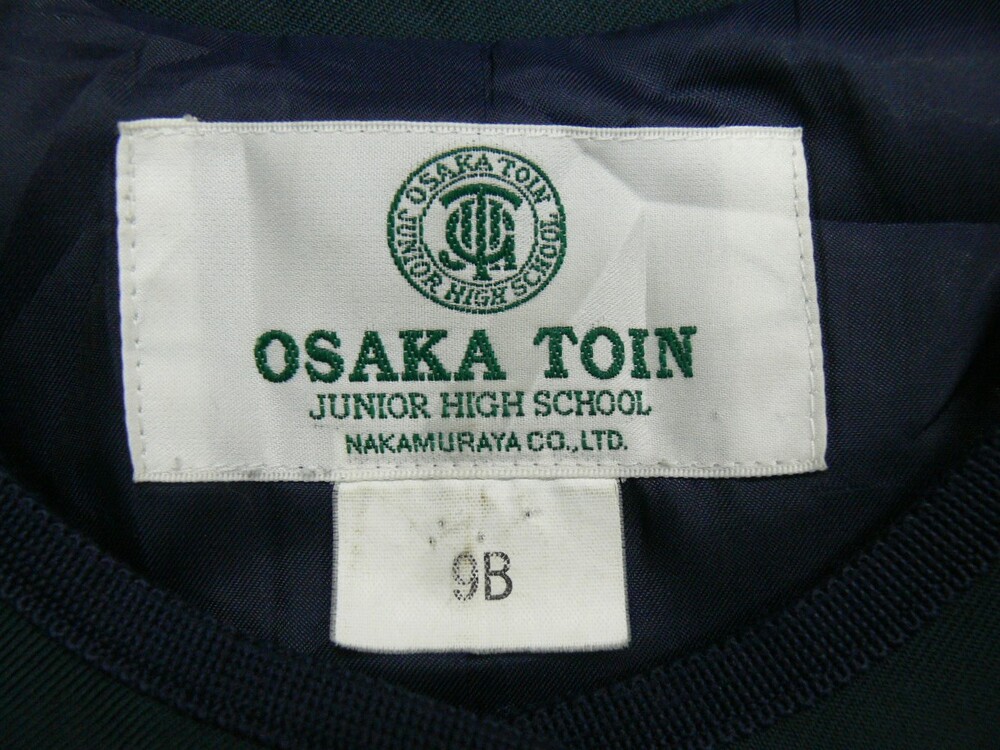 OSAKA TOIN
JUNIOR HIGH SCHOOL
OSAKA TOIN
JUNIOR HIGH SCHOOL
NAKAMURAYA CO.,LTD.
9B